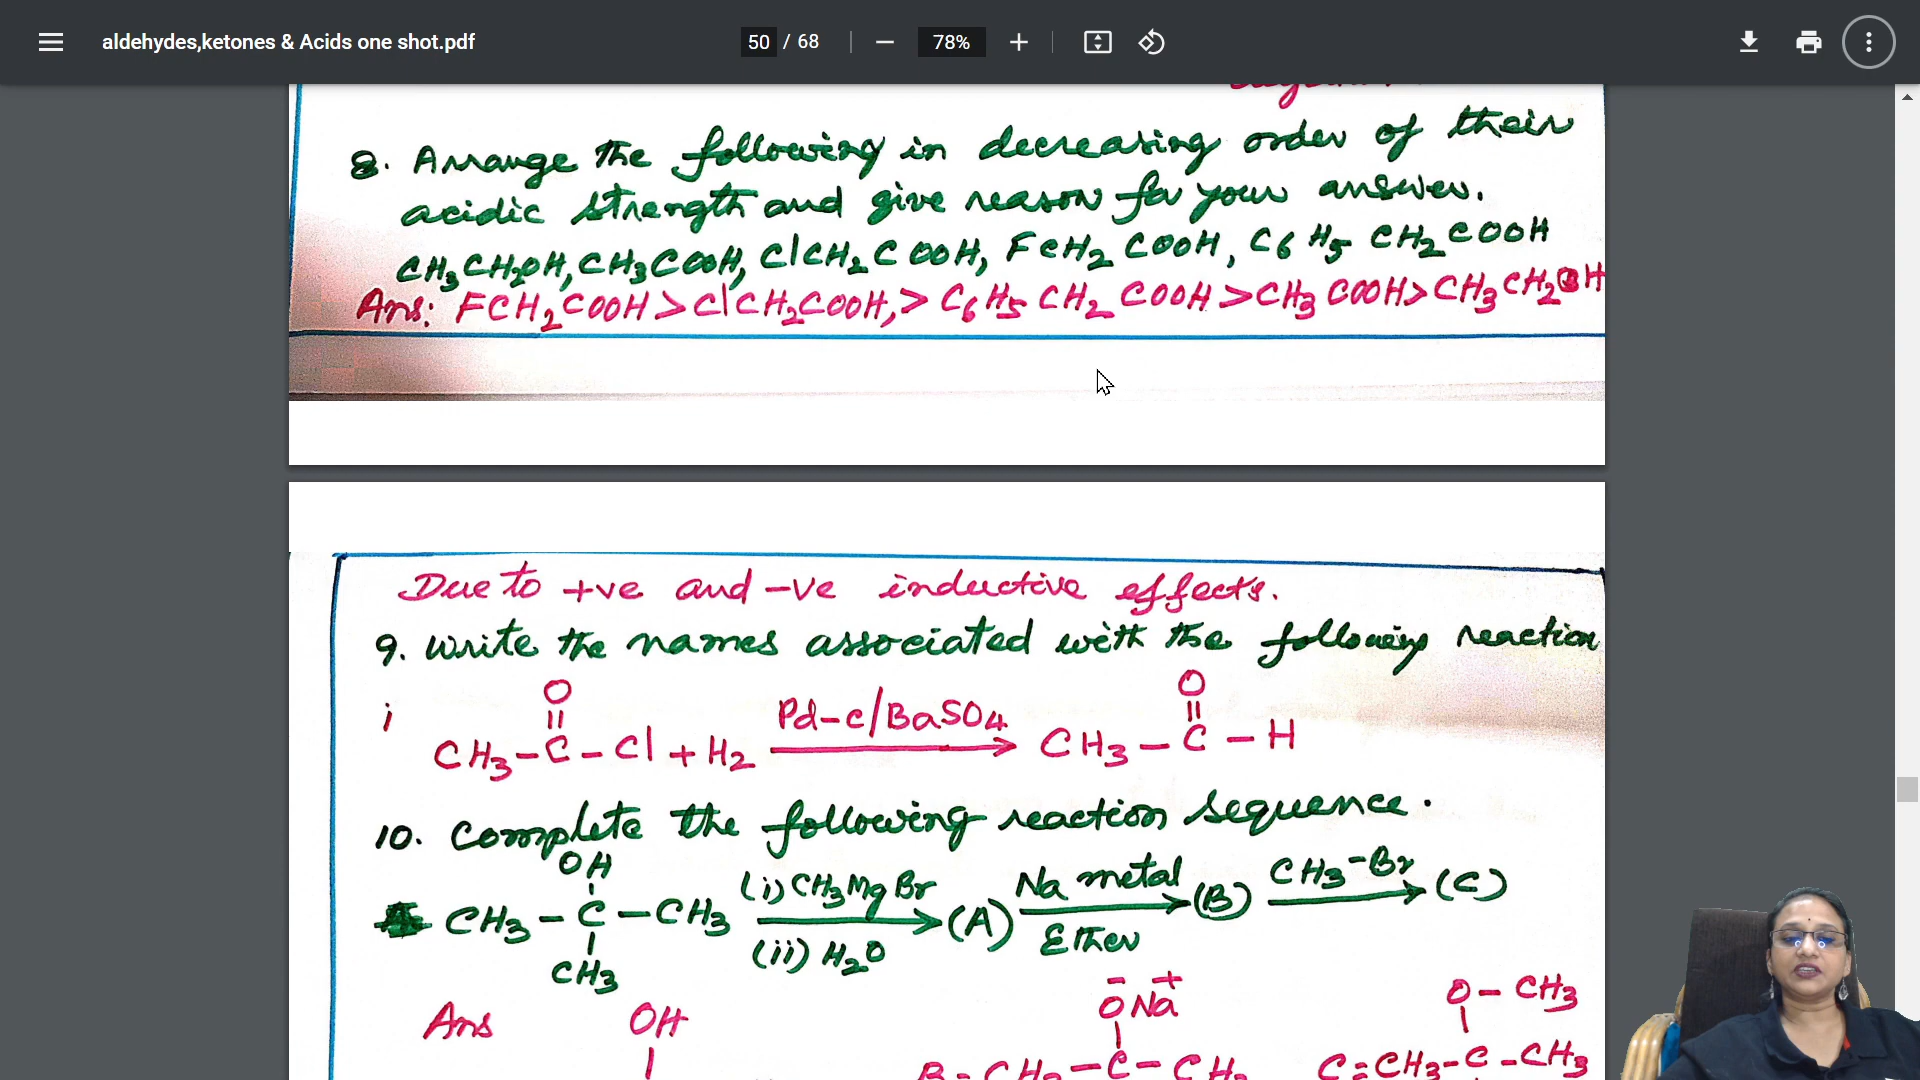 aldehydes,ketones & Acids one shot.pdf
50 / 68
78%
8. Arrange the following in decreasing order of their
acidic strength and give reason for your answer.
CH3CH2OH, CH3COOH, ClCH2COOH, FCH2COOH, C6H5CH2COOH
Ans: FCH2COOH > ClCH2COOH, > C6H5CH2COOH > CH3COOH > CH3CH2OH
Due to +ve and -ve inductive effects.
9. Write the names associated with the following reaction
O
O
i
CH3-C-Cl + H2
Pd-C/BaSO4
CH3-C-H
10. Complete the following reaction sequence.
OH
CH3-C-CH3
CH3
(i) CH3MgBr
(ii) H2O
(A)
Na metal
Ether
(B)
CH3-Br
(C)
Ans
OH
- +
ONa
O-CH3
B= CH3-C-CH3
C=CH3-C-CH3